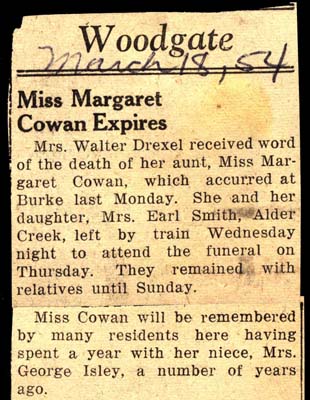 Woodgate
March 18, 54
Miss Margaret
Cowan Expires
Mrs. Walter Drexel received word
of the death of her aunt, Miss Mar-
garet Cowan, which accurred at
Burke last Monday. She and her
daughter, Mrs. Earl Smith, Alder
Creek, left by train Wednesday
night to attend the funeral on
Thursday. They remained with
relatives until Sunday.
Miss Cowan will be remembered
by many residents here having
spent a year with her niece, Mrs.
George Isley, a number of years
ago.